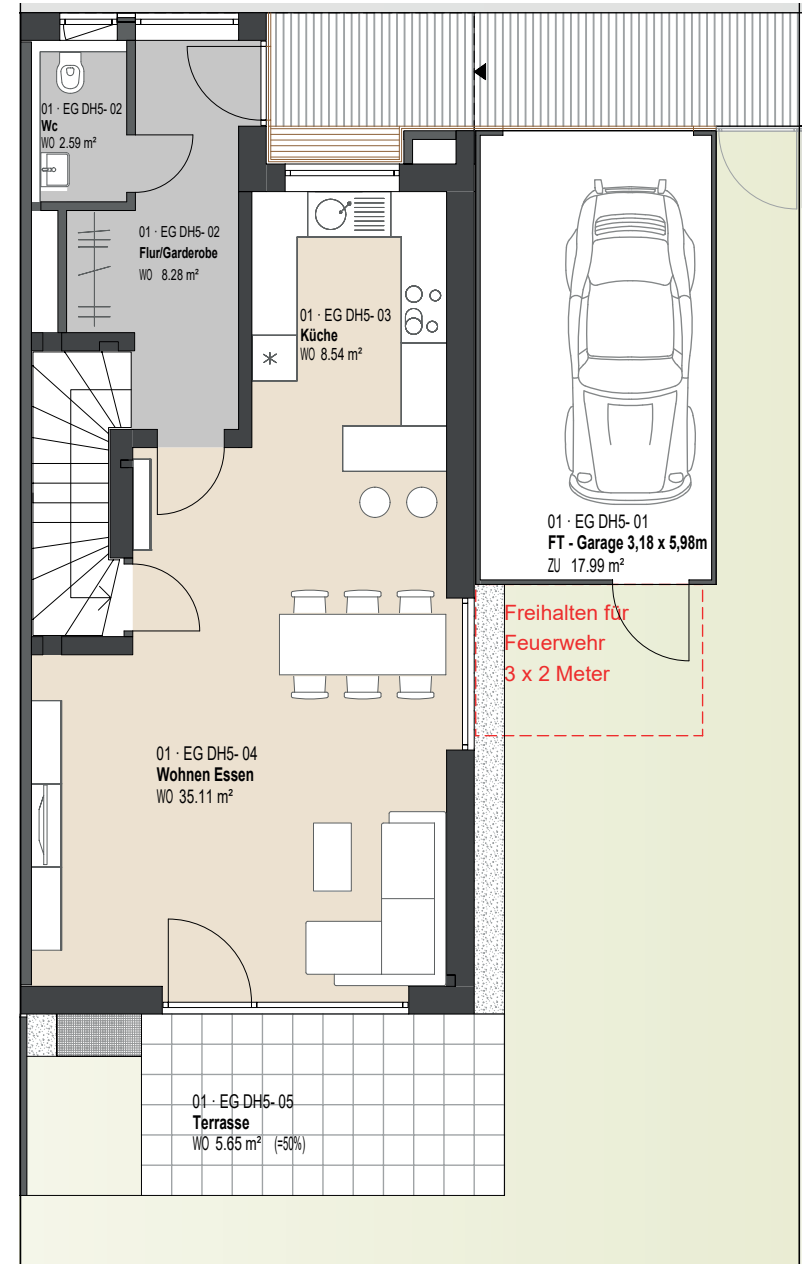 01 · EG DH5- 02
Wc
WO 2.59 m²
01 · EG DH5- 02
Flur/Garderobe
WO 8.28 m²
01 · EG DH5- 03
Küche
WO 8.54 m²
01 · EG DH5- 01
FT - Garage 3,18 x 5,98m
ZU 17.99 m²
Freihalten für
Feuerwehr
3 x 2 Meter
01 · EG DH5- 04
Wohnen Essen
WO 35.11 m²
01 · EG DH5- 05
Terrasse
WO 5.65 m² (=50%)